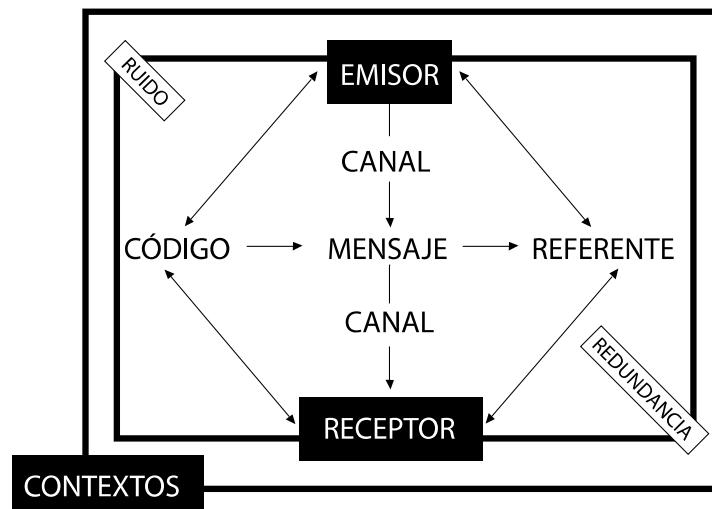 RUIDO
EMISOR
CANAL
CÓDIGO
MENSAJE
REFERENTE
CANAL
REDUNDANCIA
RECEPTOR
CONTEXTOS